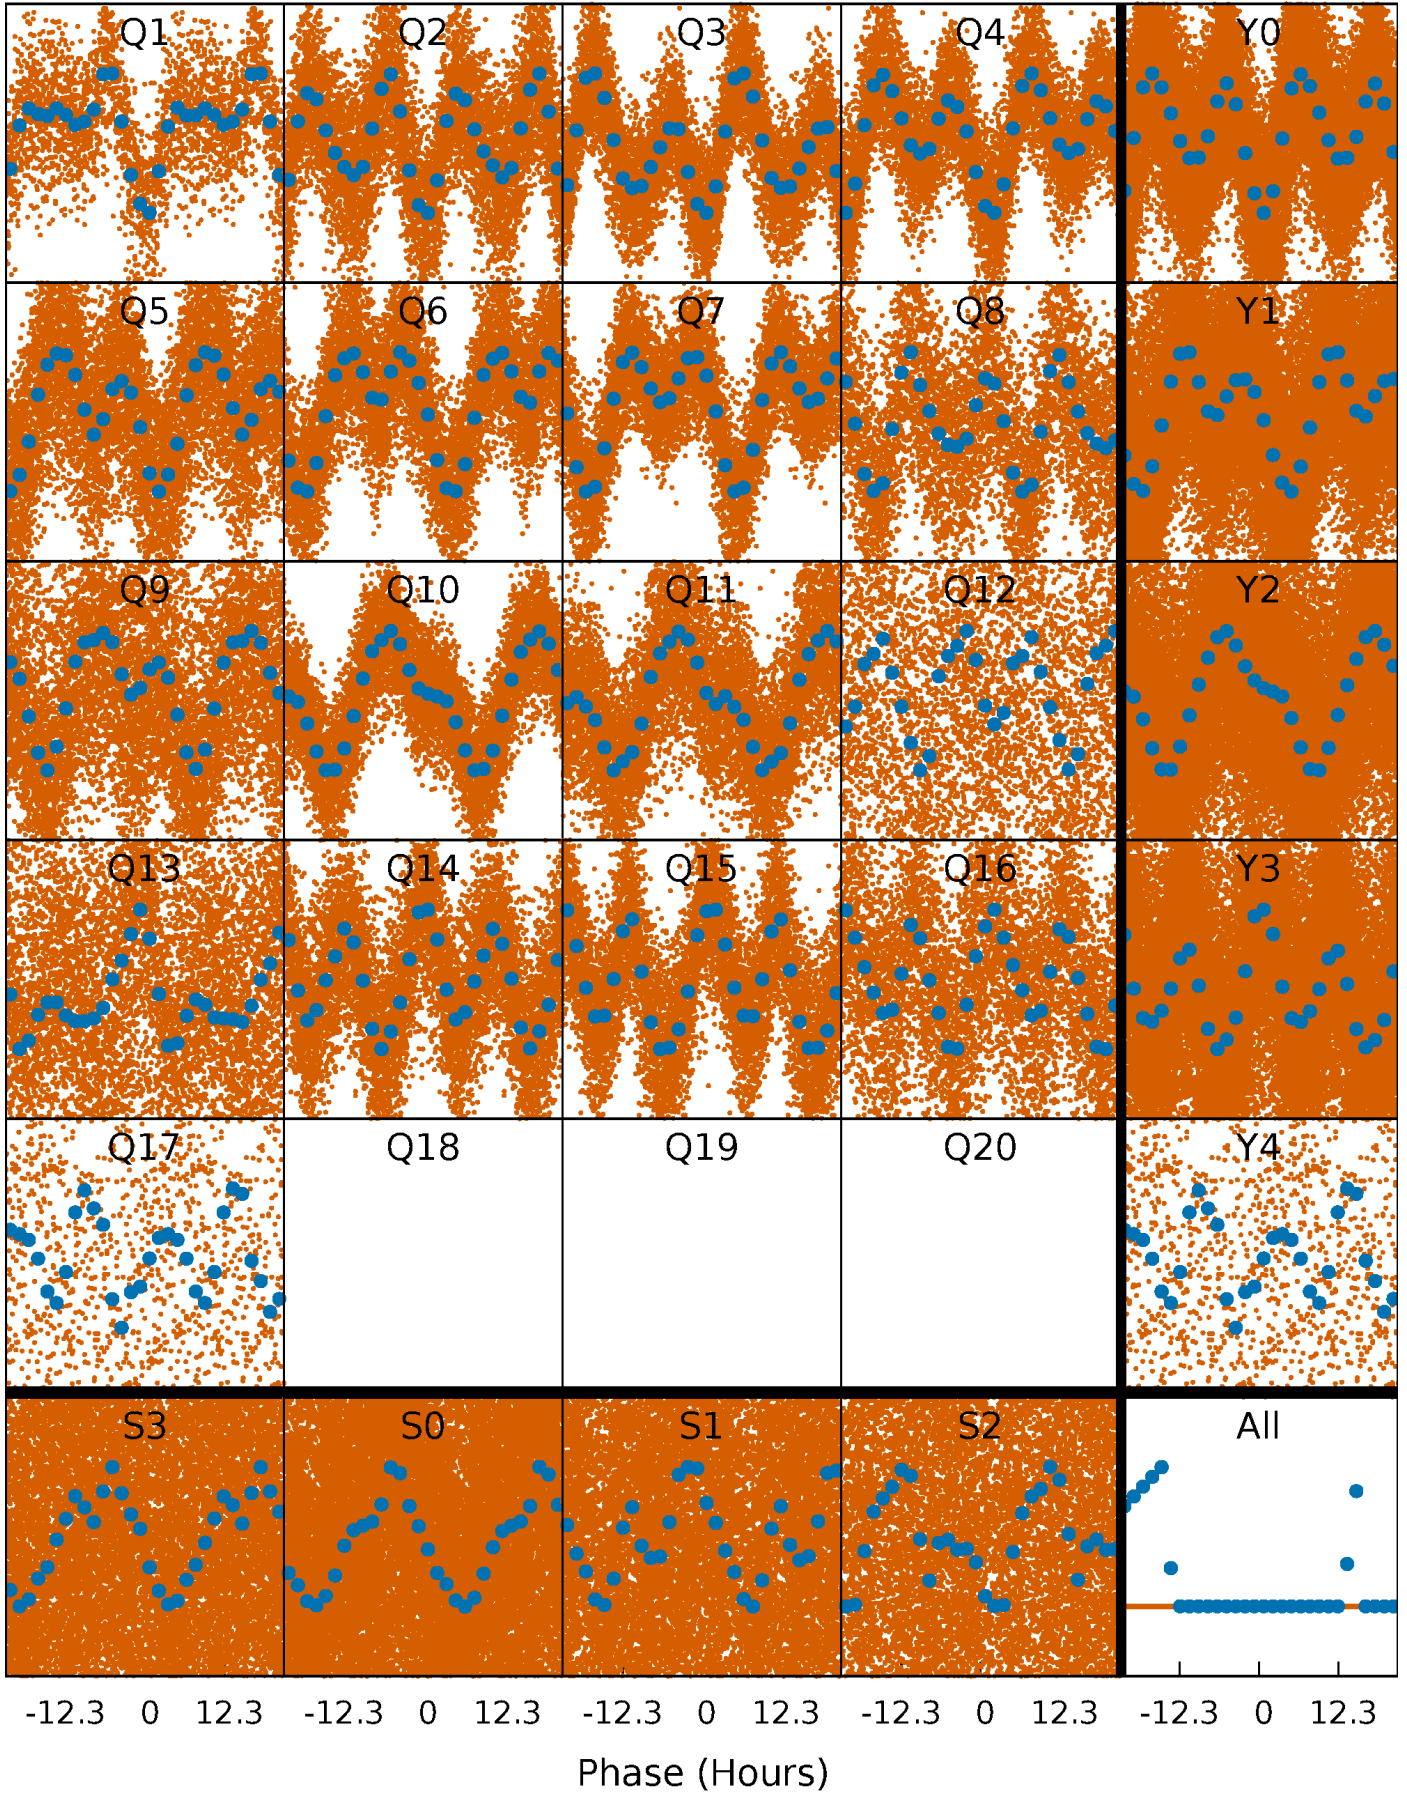 Q1 Q2 Q3 Q4 Y0
Q5 Q6 Q7 Q8 Y1
Q9 Q10 Q11 Q12 Y2
Q13 Q14 Q15 Q16 Y3
Q17 Q18 Q19 Q20 Y4
S3 S0 S1 S2 All
-12.3 0 12.3 -12.3 0 12.3 -12.3 0 12.3 -12.3 0 12.3 -12.3 0 12.3
Phase (Hours)